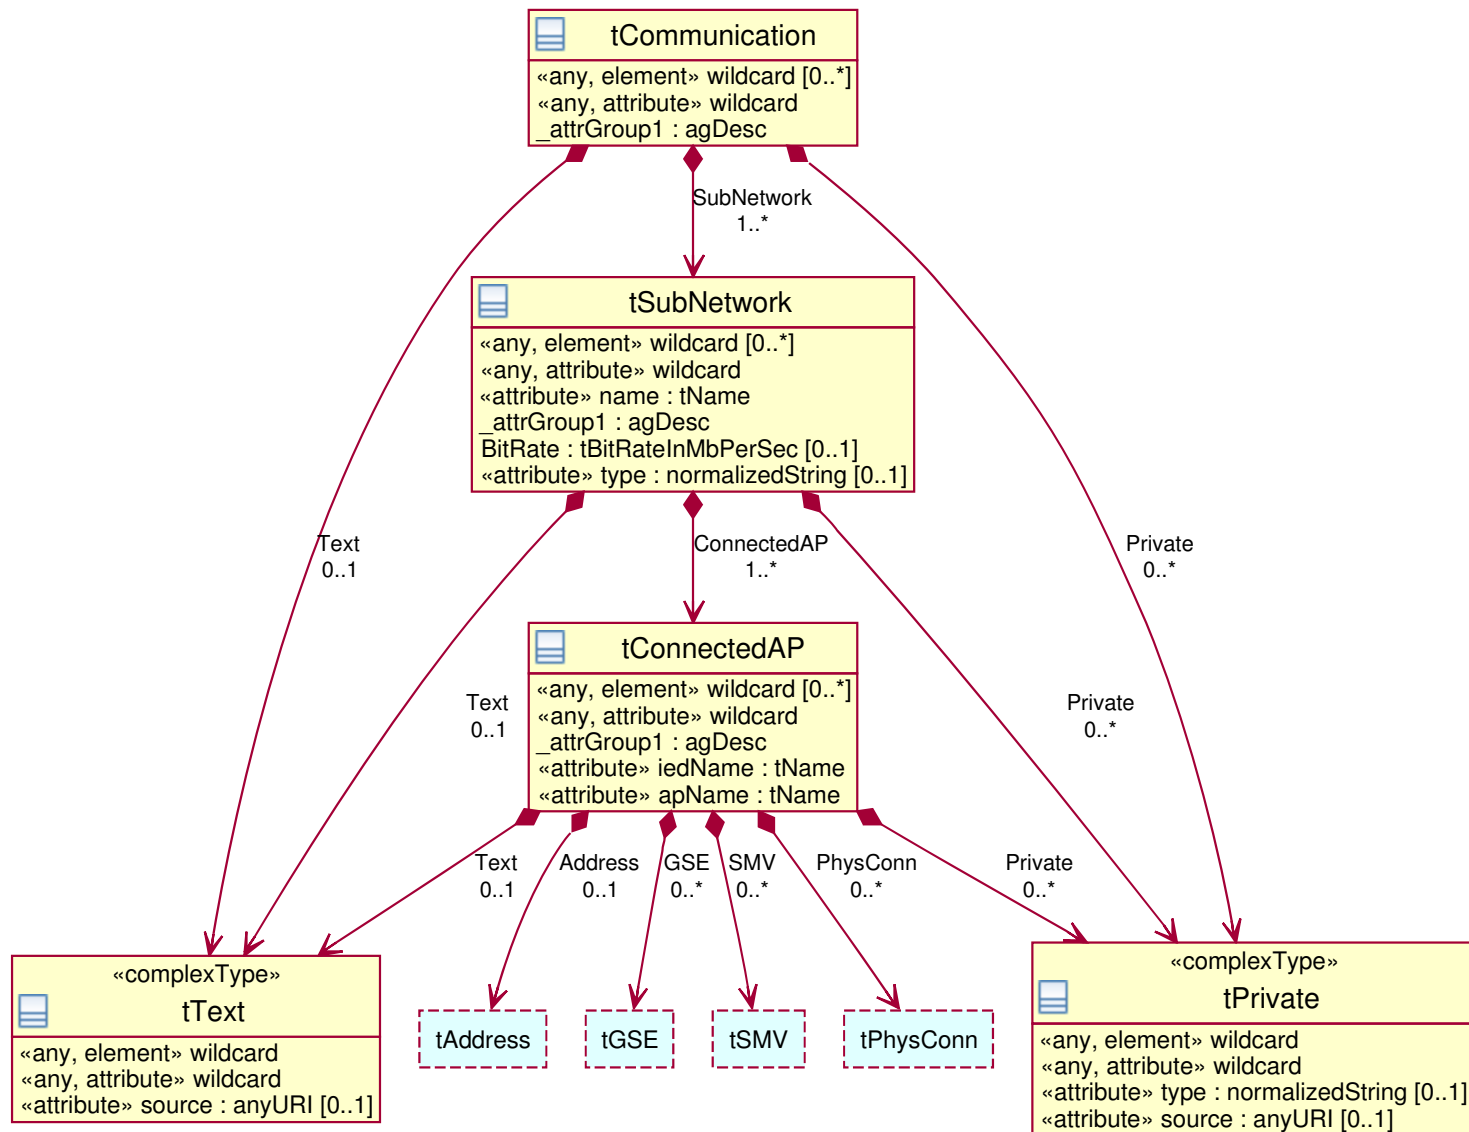 tCommunication
«any, element» wildcard [0..*]
«any, attribute» wildcard
_attrGroup1 : agDesc
SubNetwork
1..*
tSubNetwork
«any, element» wildcard [0..*]
«any, attribute» wildcard
«attribute» name : tName
_attrGroup1 : agDesc
BitRate : tBitRateInMbPerSec [0..1]
«attribute» type : normalizedString [0..1]
Text
0..1
ConnectedAP
1..*
Private
0..*
tConnectedAP
«any, element» wildcard [0..*]
«any, attribute» wildcard
_attrGroup1 : agDesc
«attribute» iedName : tName
«attribute» apName : tName
Text
0..1
Private
0..*
Text
0..1
Address
0..1
GSE
0..*
SMV
0..*
PhysConn
0..*
Private
0..*
«complexType»
tText
«any, element» wildcard
«any, attribute» wildcard
«attribute» source : anyURI [0..1]
tAddress
tGSE
tSMV
tPhysConn
«complexType»
tPrivate
«any, element» wildcard
«any, attribute» wildcard
«attribute» type : normalizedString [0..1]
«attribute» source : anyURI [0..1]